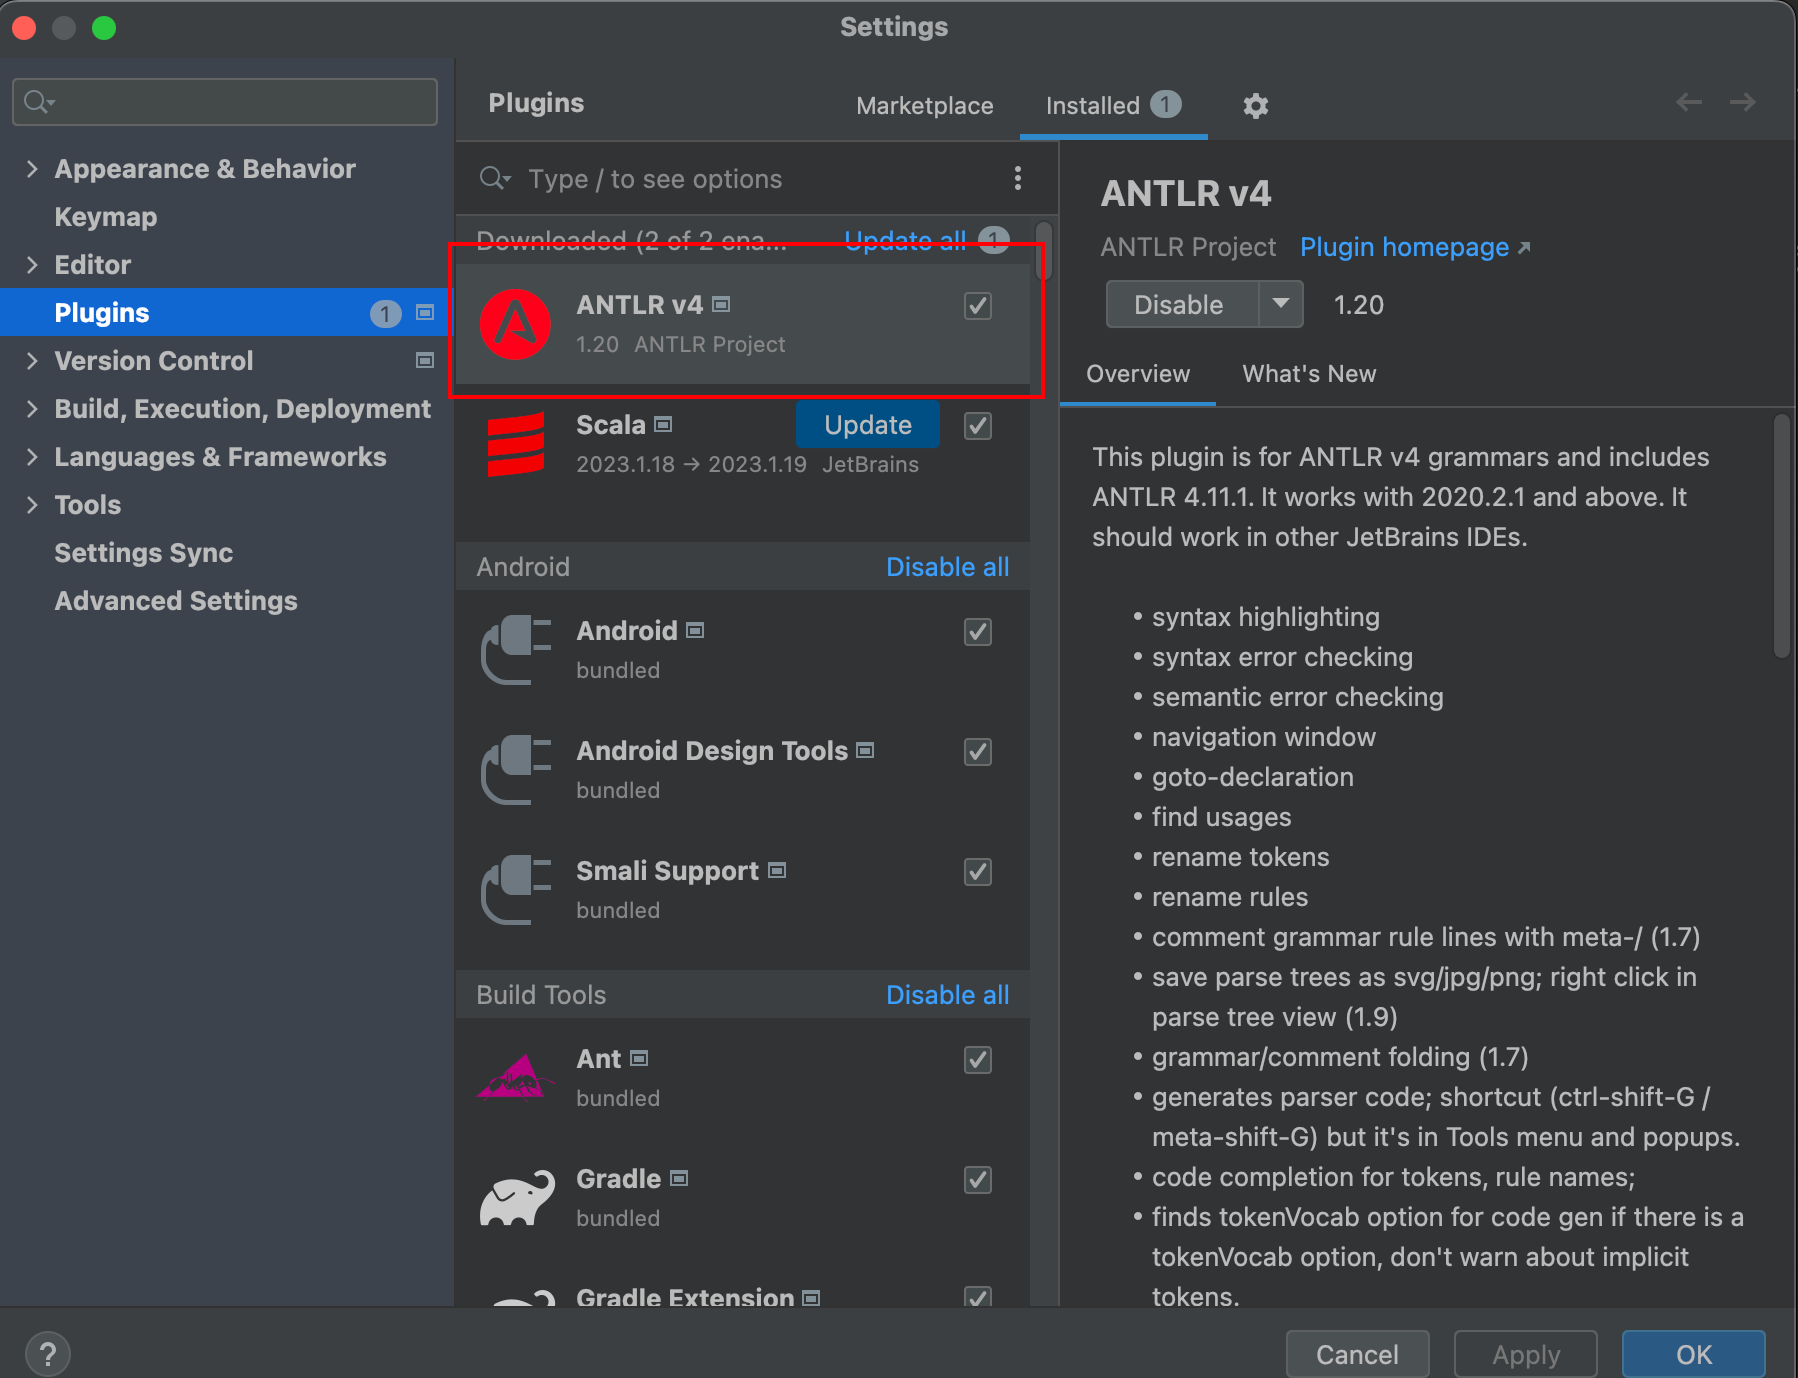 Settings
Appearance & Behavior
Keymap
Editor
Plugins 1
Version Control
Build, Execution, Deployment
Languages & Frameworks
Tools
Settings Sync
Advanced Settings
Plugins
Marketplace
Installed 1
Type / to see options
Downloaded (2 of 2 ena... Update all 1
ANTLR v4
1.20 ANTLR Project
Scala Update
2023.1.18 → 2023.1.19 JetBrains
Android Disable all
Android
bundled
Android Design Tools
bundled
Smali Support
bundled
Build Tools Disable all
Ant
bundled
Gradle
bundled
Gradle Extension
ANTLR v4
ANTLR Project Plugin homepage ↗
Disable 1.20
Overview What's New
This plugin is for ANTLR v4 grammars and includes
ANTLR 4.11.1. It works with 2020.2.1 and above. It
should work in other JetBrains IDEs.
• syntax highlighting
• syntax error checking
• semantic error checking
• navigation window
• goto-declaration
• find usages
• rename tokens
• rename rules
• comment grammar rule lines with meta-/ (1.7)
• save parse trees as svg/jpg/png; right click in
parse tree view (1.9)
• grammar/comment folding (1.7)
• generates parser code; shortcut (ctrl-shift-G /
meta-shift-G) but it's in Tools menu and popups.
• code completion for tokens, rule names;
• finds tokenVocab option for code gen if there is a
tokenVocab option, don't warn about implicit
tokens.
?
Cancel
Apply
OK